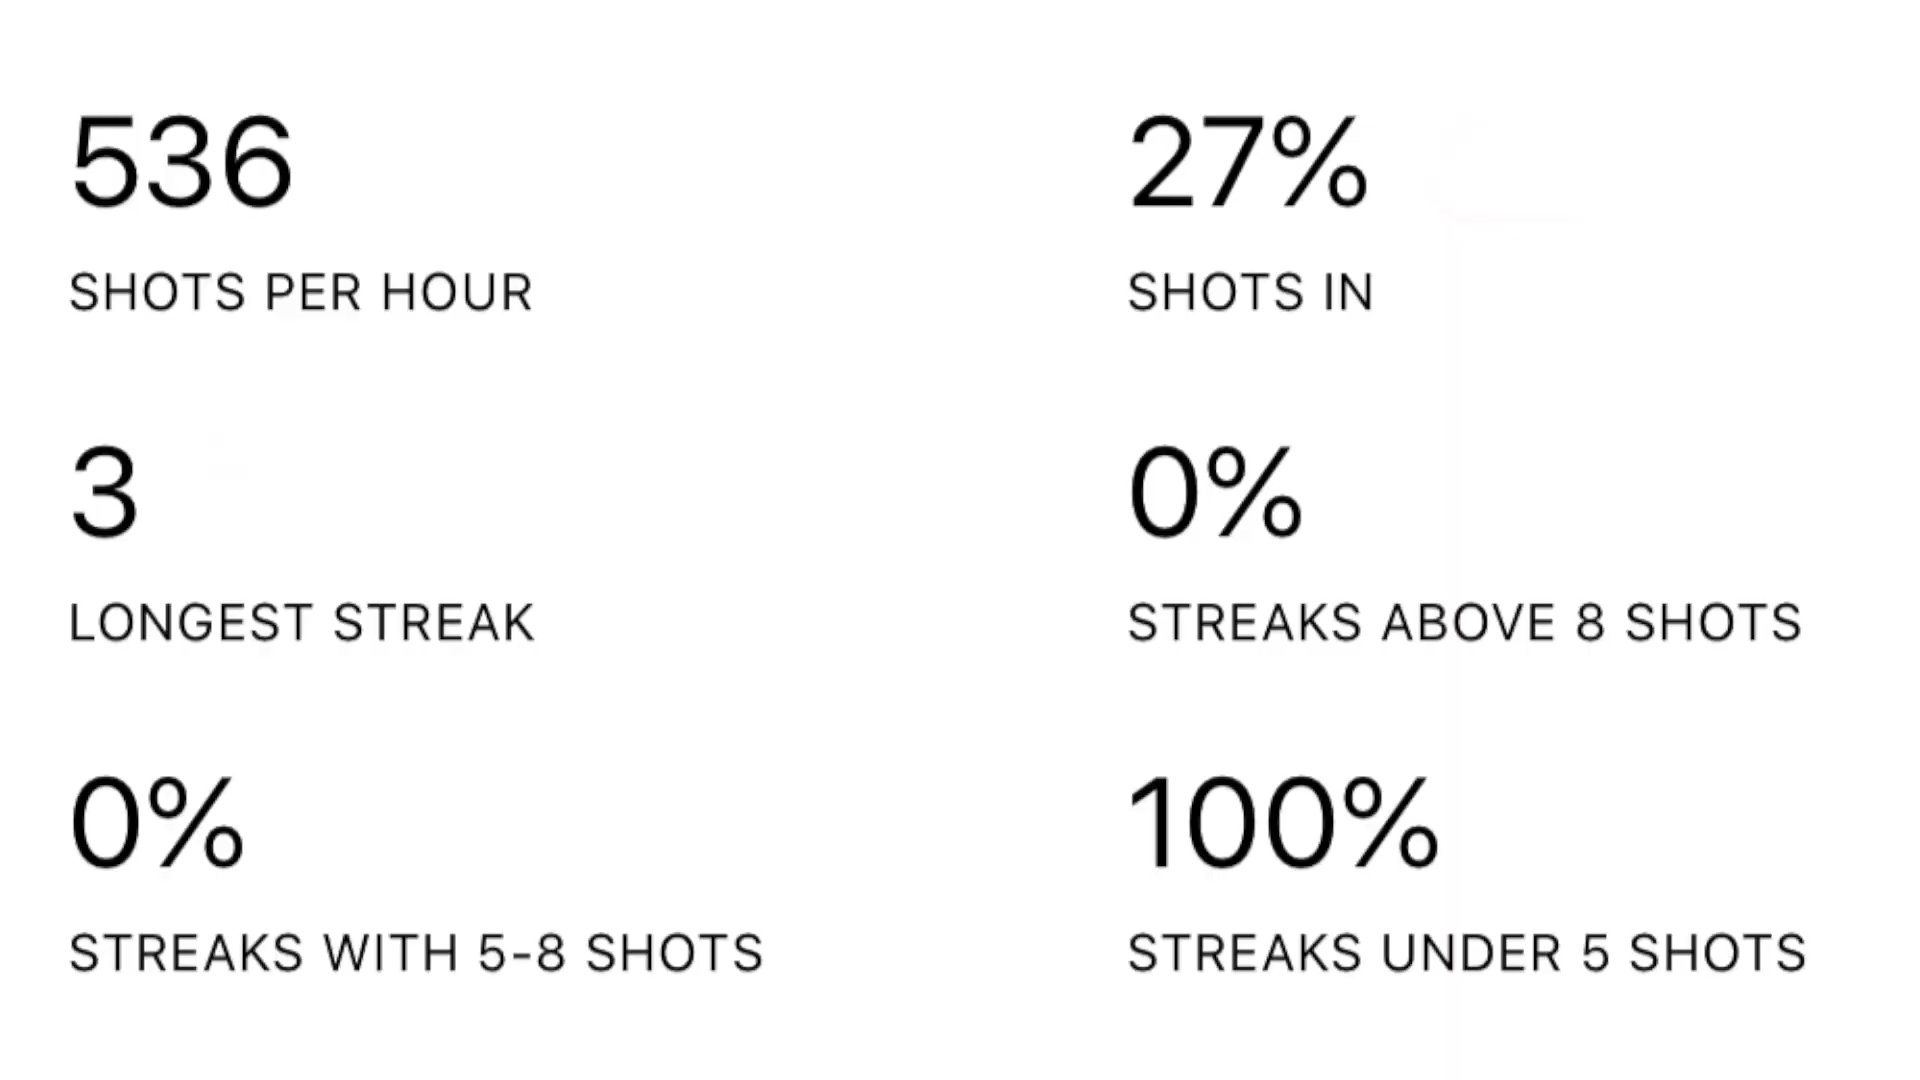 536
27%
SHOTS PER HOUR
SHOTS IN
3
0%
LONGEST STREAK
STREAKS ABOVE 8 SHOTS
0%
100%
STREAKS WITH 5-8 SHOTS
STREAKS UNDER 5 SHOTS